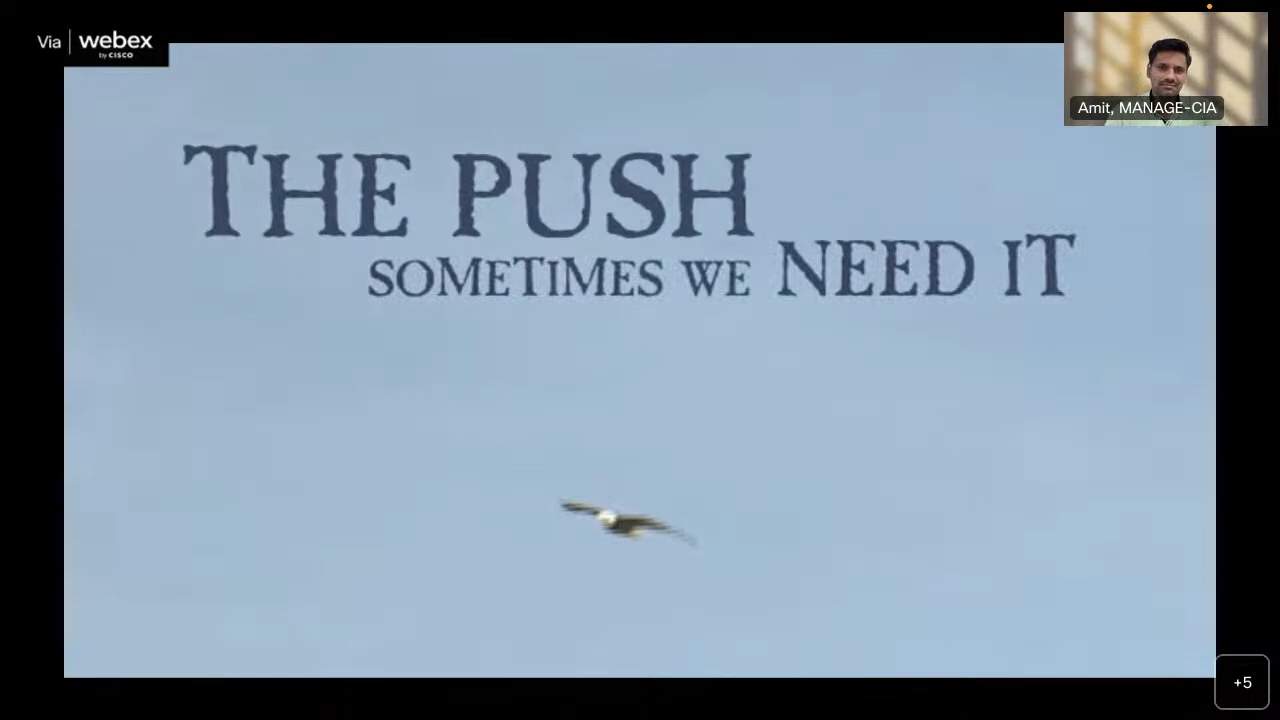 Via webex
by CISCO
Amit, MANAGE-CIA
THE PUSH
SOMETIMES WE NEED IT
+5